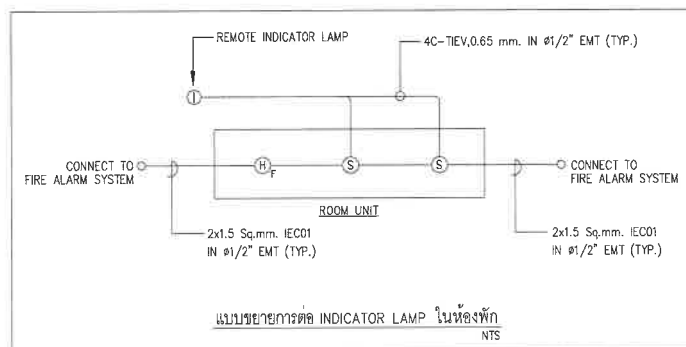 REMOTE INDICATOR LAMP
4C-TIEV,0.65 mm. IN ø1/2" EMT (TYP.)
I
CONNECT TO
FIRE ALARM SYSTEM
H
F
S
S
CONNECT TO
FIRE ALARM SYSTEM
ROOM UNIT
2x1.5 Sq.mm. IEC01
IN ø1/2" EMT (TYP.)
2x1.5 Sq.mm. IEC01
IN ø1/2" EMT (TYP.)
แบบขยายการต่อ INDICATOR LAMP ในห้องพัก
NTS